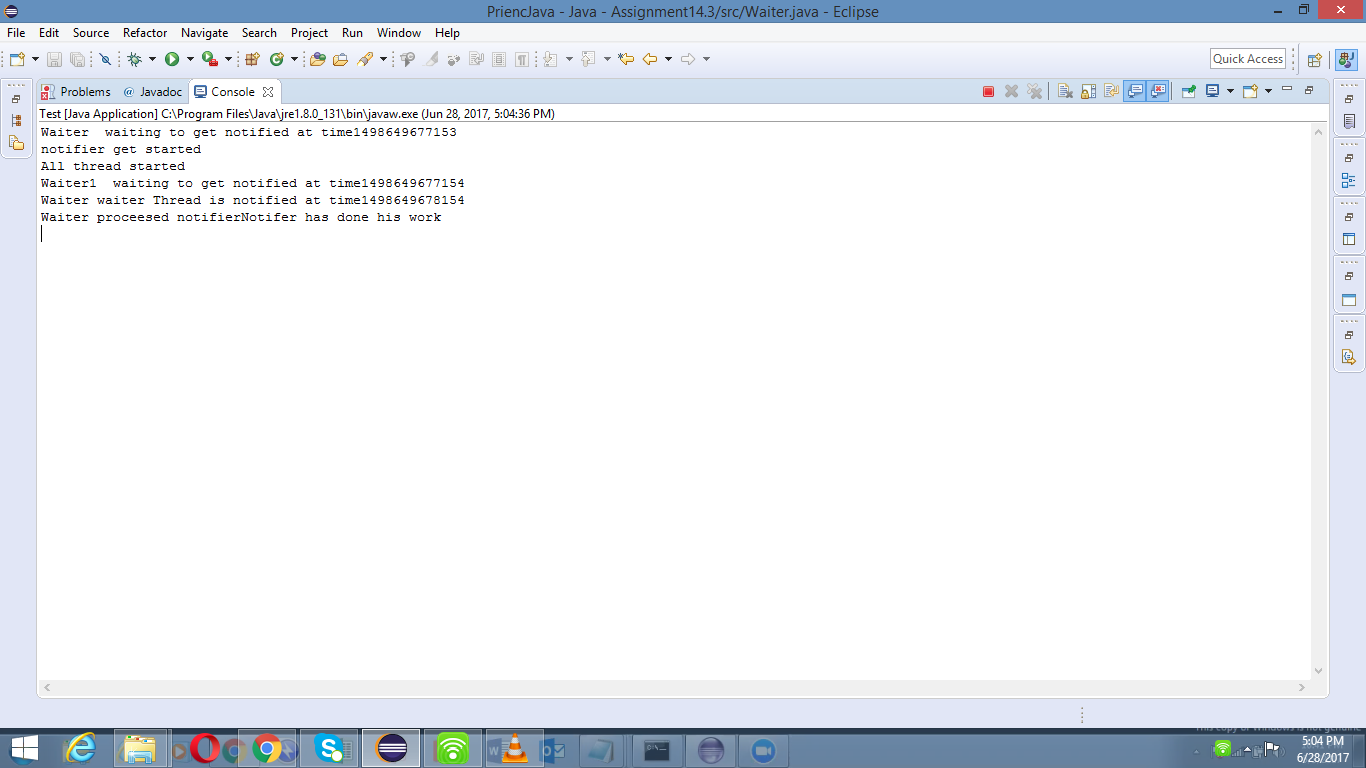 PriencJava - Java - Assignment14.3/src/Waiter.java - Eclipse
File Edit Source Refactor Navigate Search Project Run Window Help
Quick Access
Problems @ Javadoc Console
Test [Java Application] C:\Program Files\Java\jre1.8.0_131\bin\javaw.exe (Jun 28, 2017, 5:04:36 PM)
Waiter  waiting to get notified at time1498649677153
notifier get started
All thread started
Waiter1  waiting to get notified at time1498649677154
Waiter waiter Thread is notified at time1498649678154
Waiter proceesed notifierNotifer has done his work
This copy of Windows is not genuine
5:04 PM
6/28/2017